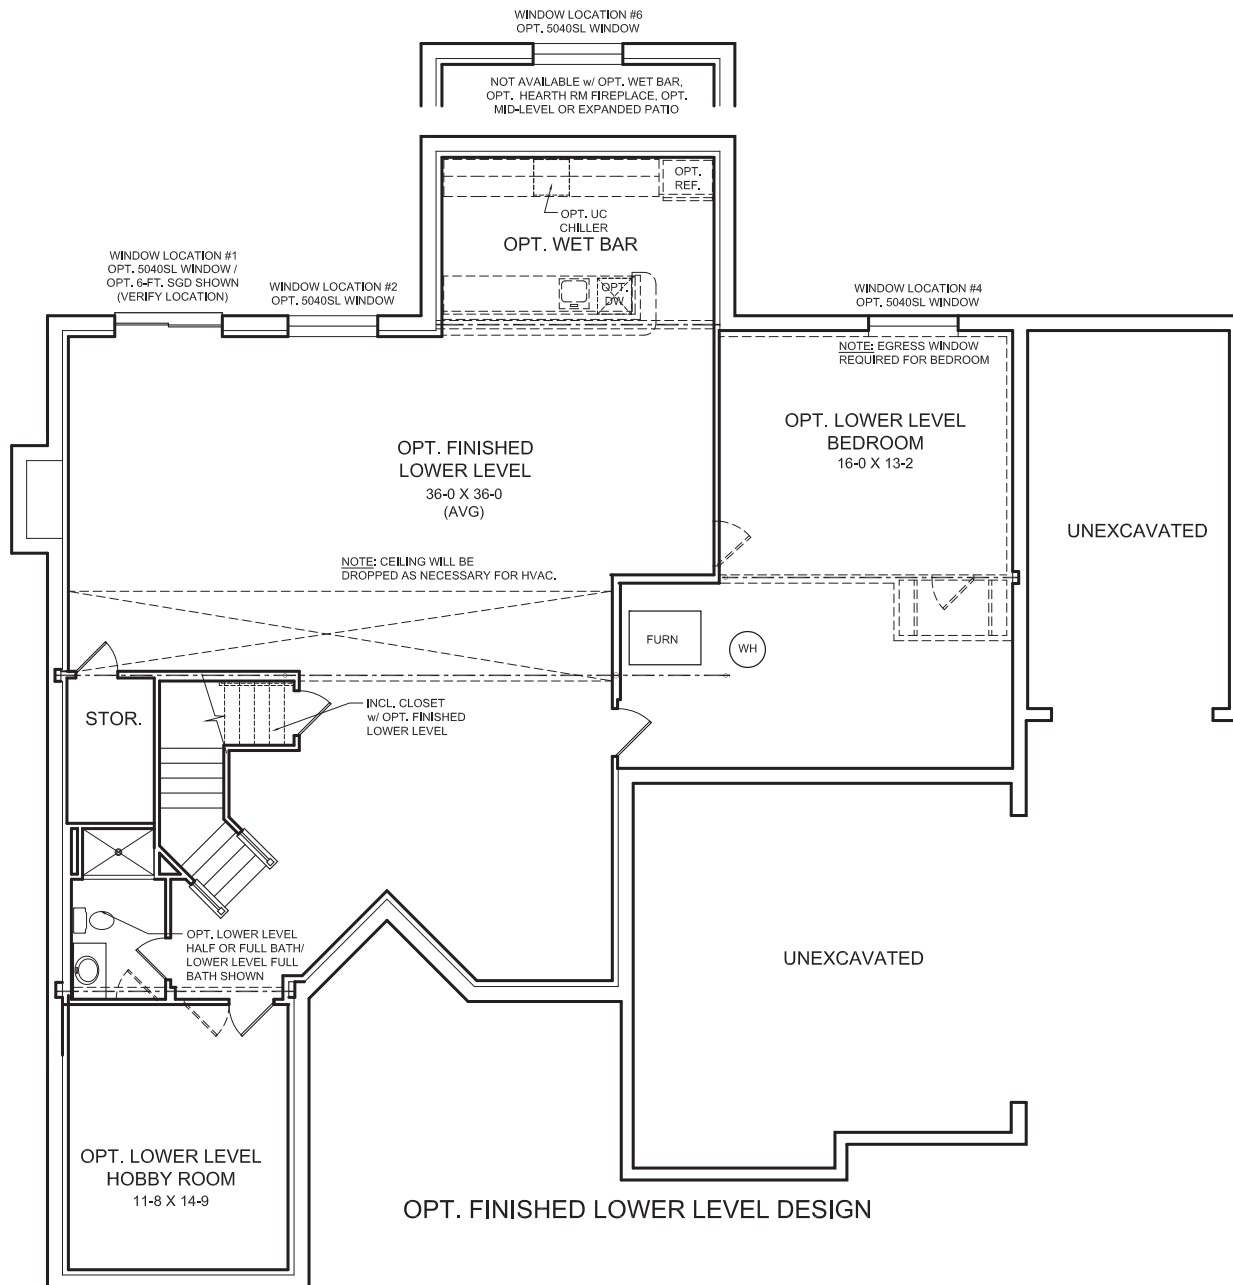 WINDOW LOCATION #6
OPT. 5040SL WINDOW
NOT AVAILABLE w/ OPT. WET BAR,
OPT. HEARTH RM FIREPLACE, OPT.
MID-LEVEL OR EXPANDED PATIO
OPT.
REF.
OPT. UC
CHILLER
OPT. WET BAR
WINDOW LOCATION #1
OPT. 5040SL WINDOW /
OPT. 6-FT. SGD SHOWN
(VERIFY LOCATION)
WINDOW LOCATION #2
OPT. 5040SL WINDOW
OPT.
DW
WINDOW LOCATION #4
OPT. 5040SL WINDOW
NOTE: EGRESS WINDOW
REQUIRED FOR BEDROOM
OPT. FINISHED
LOWER LEVEL
36-0 X 36-0
(AVG)
OPT. LOWER LEVEL
BEDROOM
16-0 X 13-2
UNEXCAVATED
NOTE: CEILING WILL BE
DROPPED AS NECESSARY FOR HVAC.
FURN
WH
STOR.
INCL. CLOSET
w/ OPT. FINISHED
LOWER LEVEL
OPT. LOWER LEVEL
HALF OR FULL BATH/
LOWER LEVEL FULL
BATH SHOWN
UNEXCAVATED
OPT. LOWER LEVEL
HOBBY ROOM
11-8 X 14-9
OPT. FINISHED LOWER LEVEL DESIGN